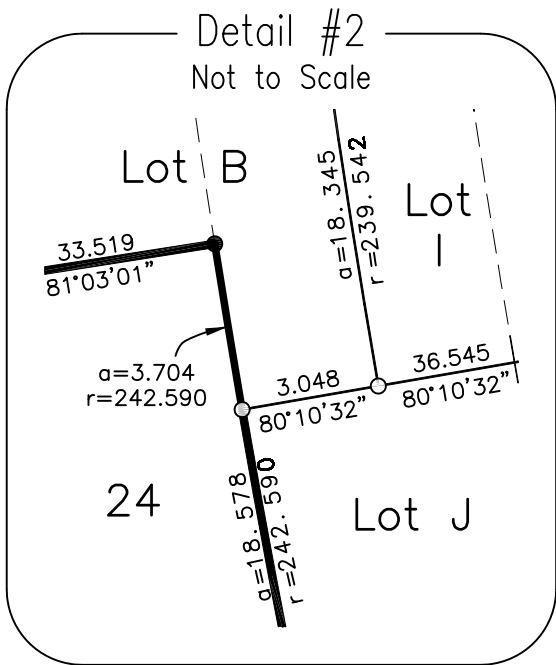 Detail #2
Not to Scale
Lot B
33.519
81°03'01"
a=18. 345
r=239. 542
Lot
I
a=3.704
r=242.590
3.048
80°10'32"
36.545
80°10'32"
24
a=18. 578
r=242. 590
Lot J